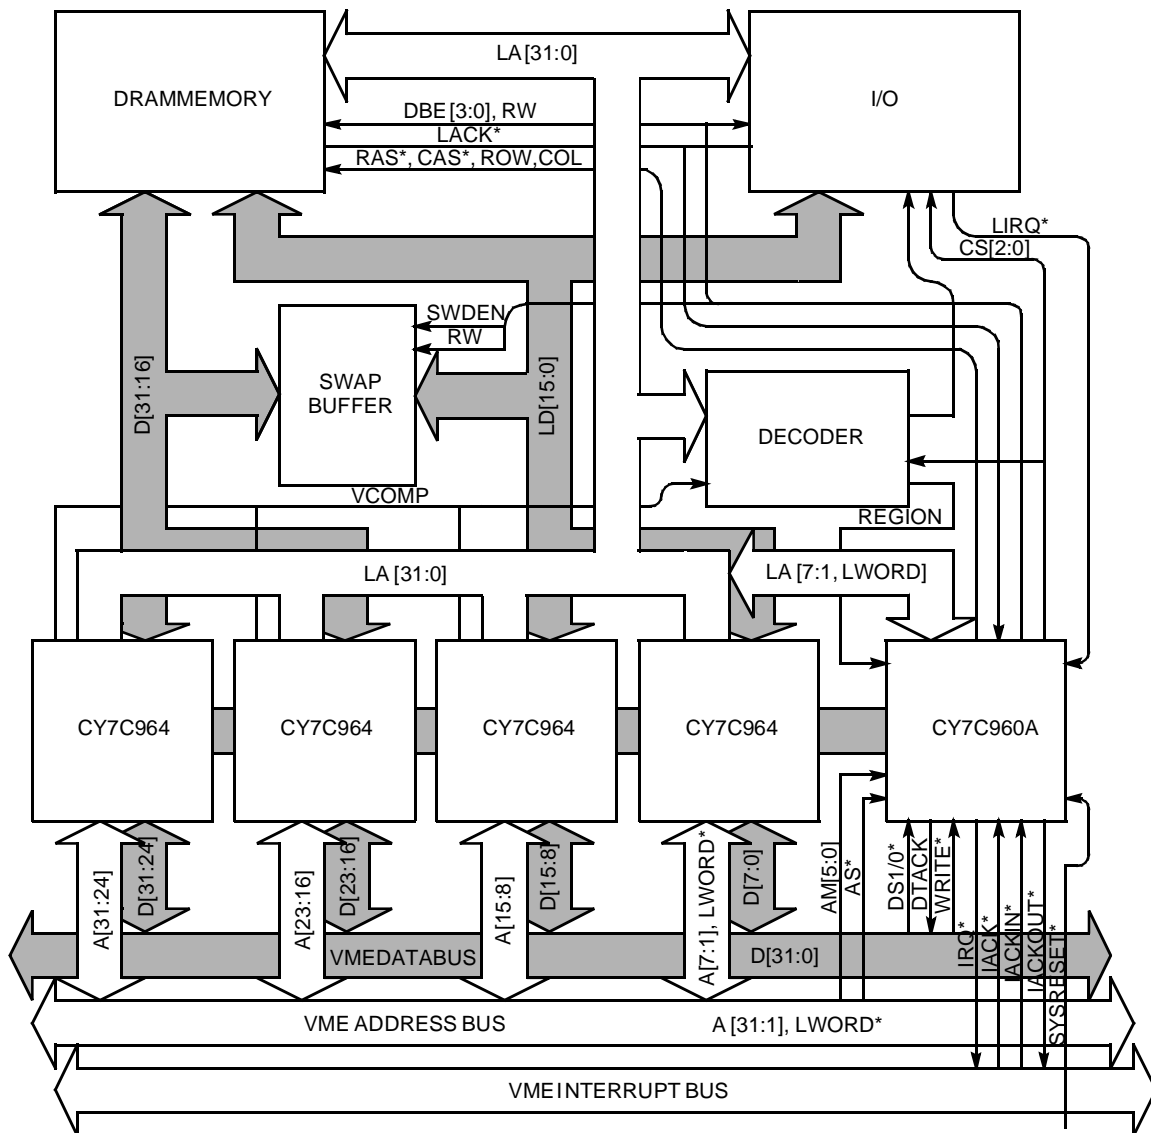 LA [31:0]
DRAMMEMORY
I/O
DBE [3:0], RW
LACK*
RAS*, CAS*, ROW,COL
LIRQ*
CS[2:0]
SWDEN
RW
D[31:16]
SWAP
BUFFER
LD[15:0]
DECODER
VCOMP
REGION
LA [31:0]
LA [7:1, LWORD]
CY7C964
CY7C964
CY7C964
CY7C964
CY7C960A
A[31:24]
D[31:24]
A[23:16]
D[23:16]
A[15:8]
D[15:8]
A[7:1], LWORD*
D[7:0]
AM[5:0]
AS*
DS1/0*
DTACK
WRITE*
IRQ*
IACK*
IACKIN*
IACKOUT*
SYSRESET*
VMEDATABUS
D[31:0]
VME ADDRESS BUS
A [31:1], LWORD*
VME INTERRUPT BUS